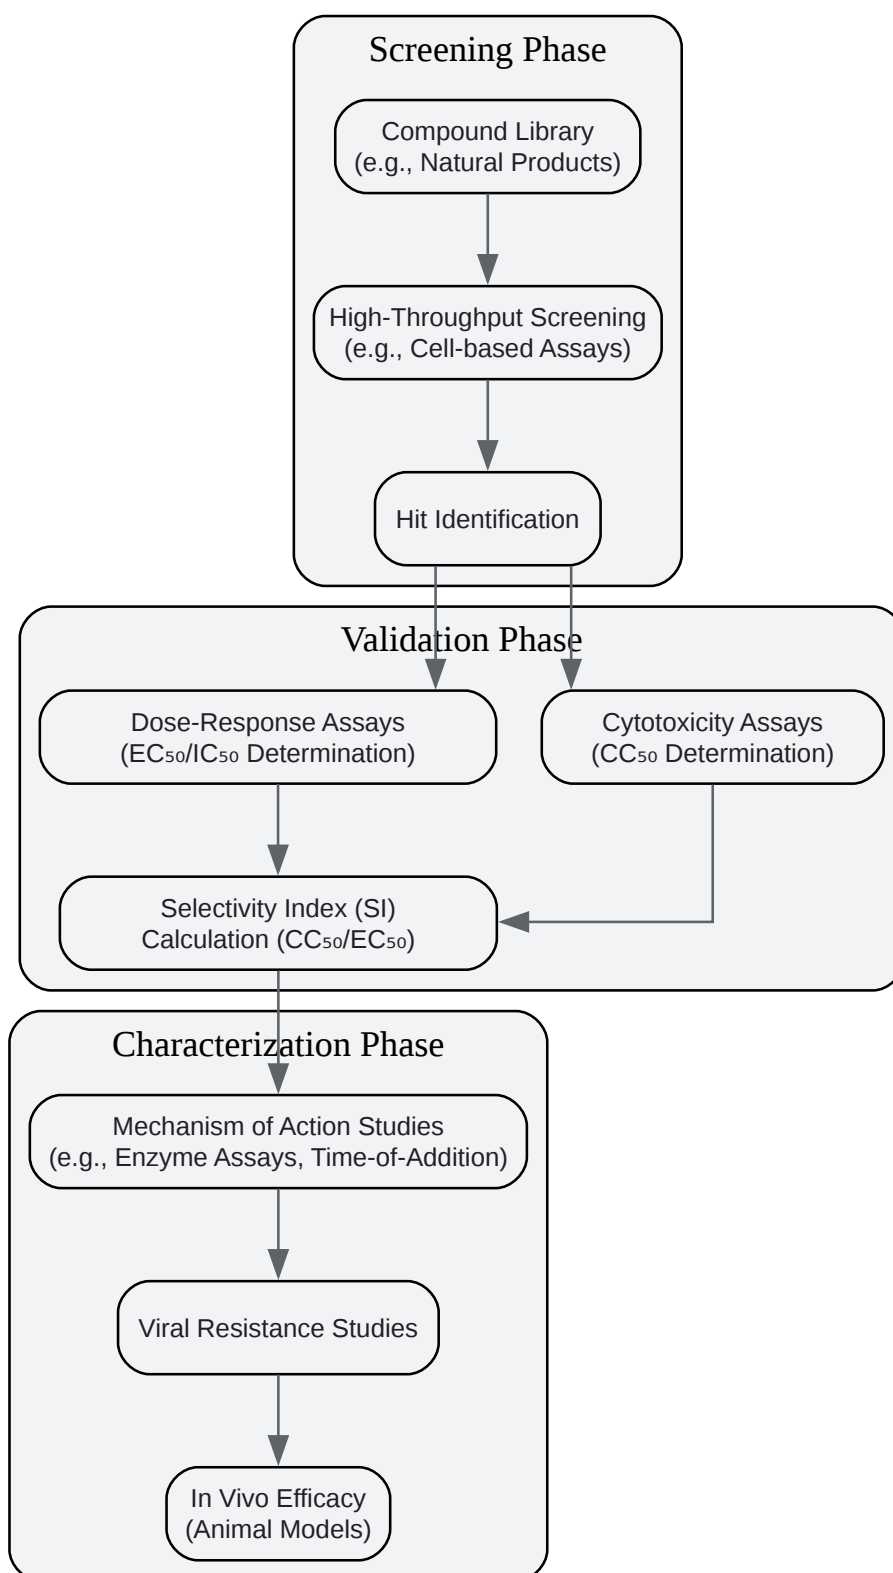 Screening Phase
Compound Library
(e.g., Natural Products)
High-Throughput Screening
(e.g., Cell-based Assays)
Hit Identification
Validation Phase
Dose-Response Assays
(EC₅₀/IC₅₀ Determination)
Cytotoxicity Assays
(CC₅₀ Determination)
Selectivity Index (SI)
Calculation (CC₅₀/EC₅₀)
Characterization Phase
Mechanism of Action Studies
(e.g., Enzyme Assays, Time-of-Addition)
Viral Resistance Studies
In Vivo Efficacy
(Animal Models)